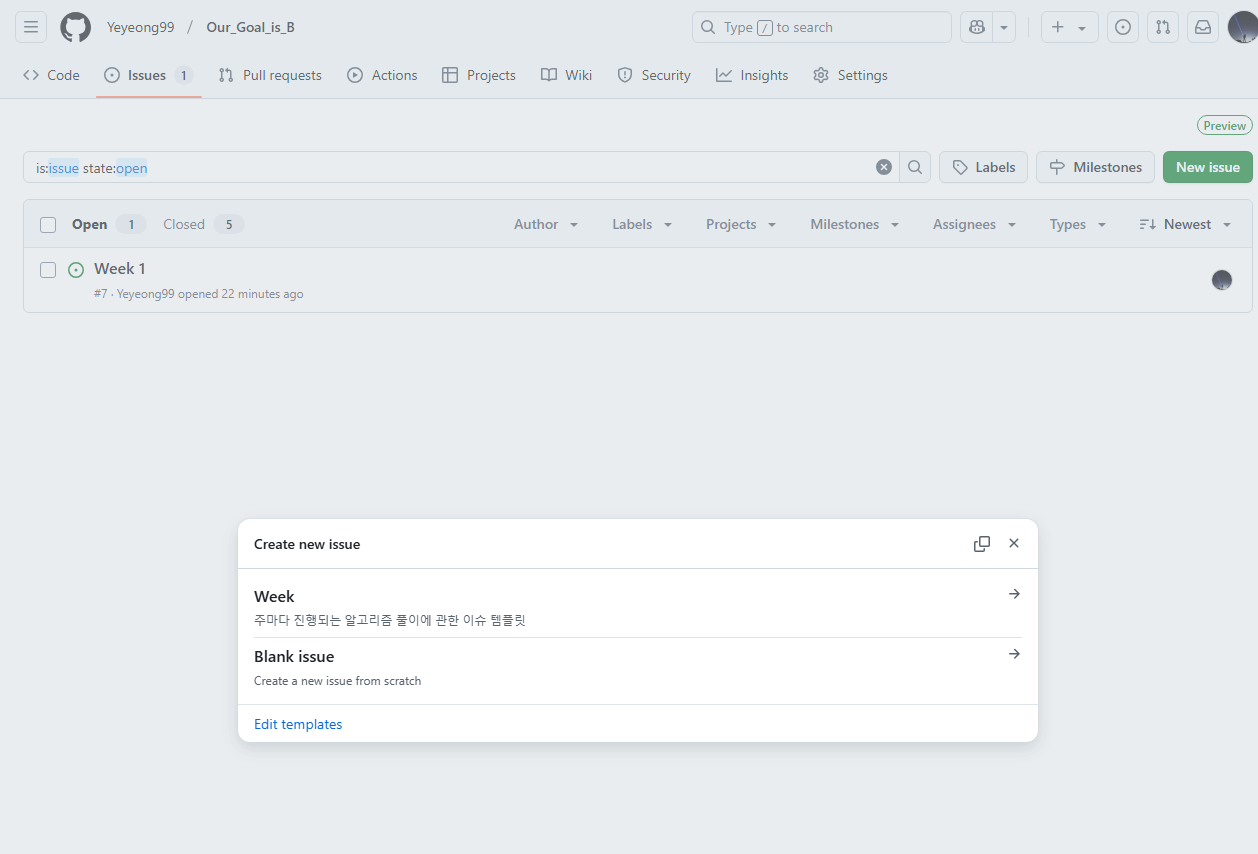 Yeyeong99 / Our_Goal_is_B Type / to search
Code Issues 1 Pull requests Actions Projects Wiki Security Insights Settings
Preview
is:issue state:open Labels Milestones New issue
Open 1 Closed 5 Author Labels Projects Milestones Assignees Types Newest
Week 1
#7 · Yeyeong99 opened 22 minutes ago
Create new issue
Week
주마다 진행되는 알고리즘 풀이에 관한 이슈 템플릿
Blank issue
Create a new issue from scratch
Edit templates